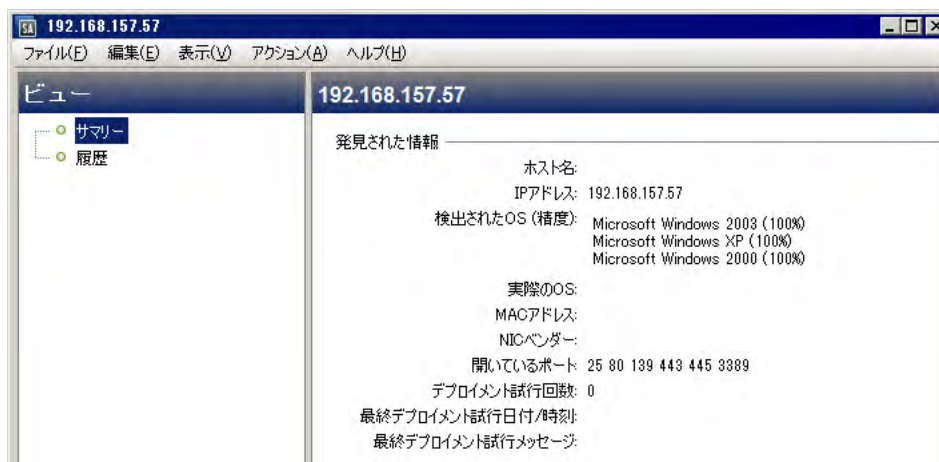 SA 192.168.157.57
ファイル(F) 編集(E) 表示(V) アクション(A) ヘルプ(H)
ビュー
サマリー
履歴
192.168.157.57
発見された情報
ホスト名:
IPアドレス: 192.168.157.57
検出されたOS (精度): Microsoft Windows 2003 (100%)
Microsoft Windows XP (100%)
Microsoft Windows 2000 (100%)
実際のOS:
MACアドレス:
NICベンダー:
開いているポート: 25 80 139 443 445 3389
デプロイメント試行回数: 0
最終デプロイメント試行日付/時刻:
最終デプロイメント試行メッセージ: